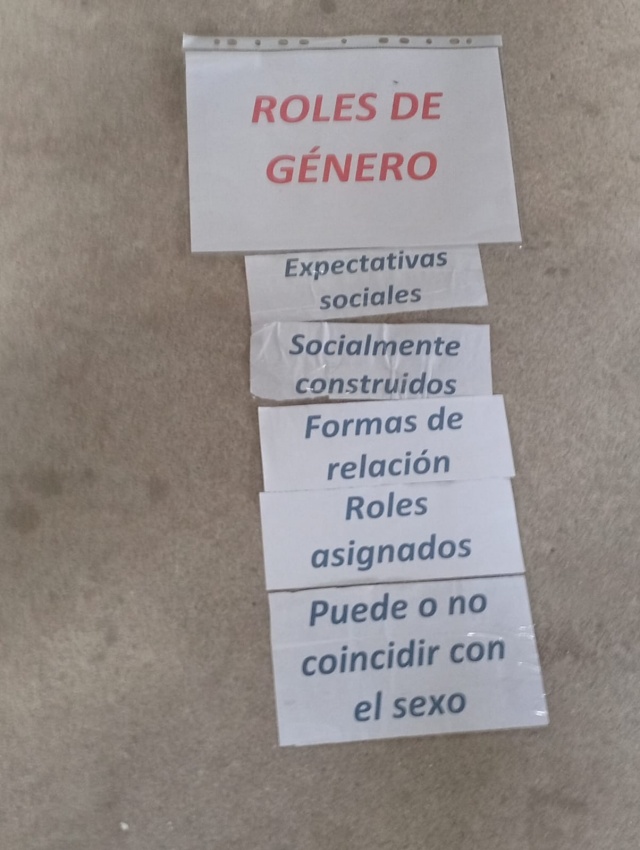 ROLES DE
GÉNERO
Expectativas
sociales
Socialmente
construidos
Formas de
relación
Roles
asignados
Puede o no
coincidir con
el sexo